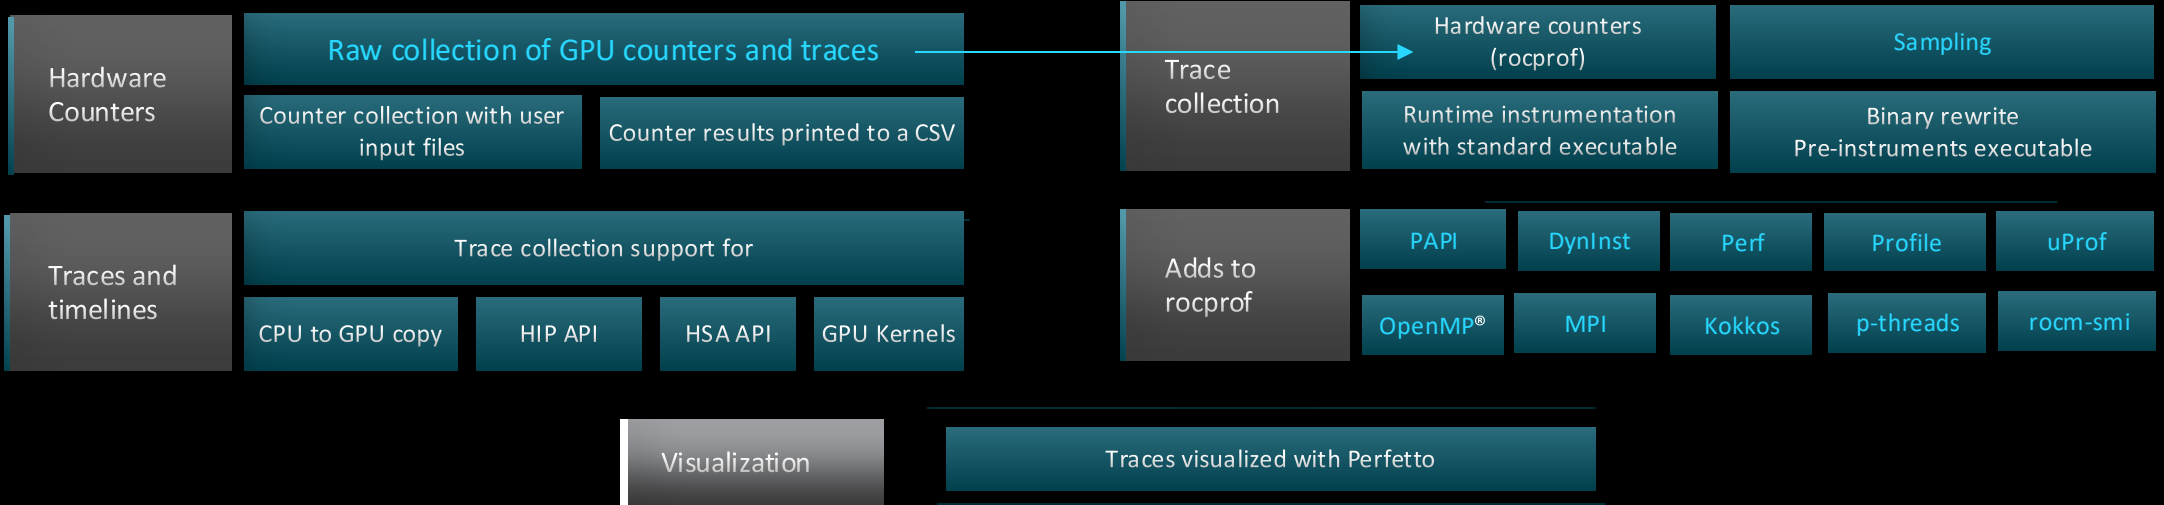 Hardware
Counters
Raw collection of GPU counters and traces
Counter collection with user
input files
Counter results printed to a CSV
Traces and
timelines
Trace collection support for
CPU to GPU copy
HIP API
HSA API
GPU Kernels
Trace
collection
Hardware counters
(rocprof)
Sampling
Runtime instrumentation
with standard executable
Binary rewrite
Pre-instruments executable
Adds to
rocprof
PAPI
DynInst
Perf
Profile
uProf
OpenMP®
MPI
Kokkos
p-threads
rocm-smi
Visualization
Traces visualized with Perfetto